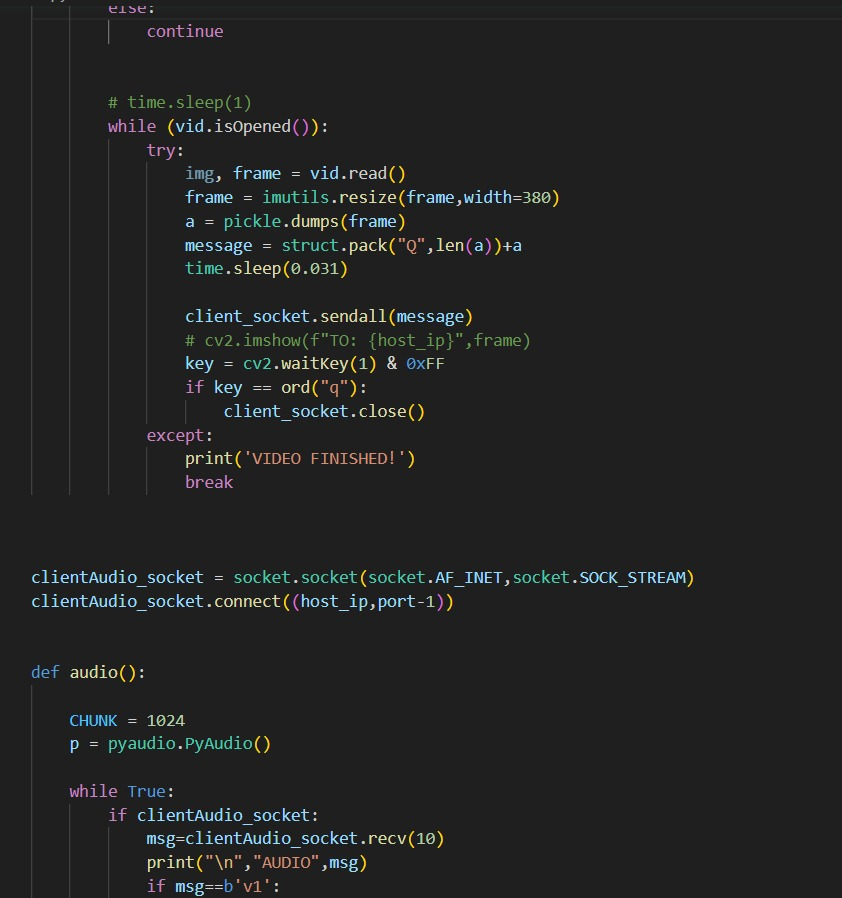 else:
continue
# time.sleep(1)
while (vid.isOpened()):
try:
img, frame = vid.read()
frame = imutils.resize(frame,width=380)
a = pickle.dumps(frame)
message = struct.pack("Q",len(a))+a
time.sleep(0.031)
client_socket.sendall(message)
# cv2.imshow(f"TO: {host_ip}",frame)
key = cv2.waitKey(1) & 0xFF
if key == ord("q"):
client_socket.close()
except:
print('VIDEO FINISHED!')
break
clientAudio_socket = socket.socket(socket.AF_INET,socket.SOCK_STREAM)
clientAudio_socket.connect((host_ip,port-1))
def audio():
CHUNK = 1024
p = pyaudio.PyAudio()
while True:
if clientAudio_socket:
msg=clientAudio_socket.recv(10)
print("\n","AUDIO",msg)
if msg==b'v1':